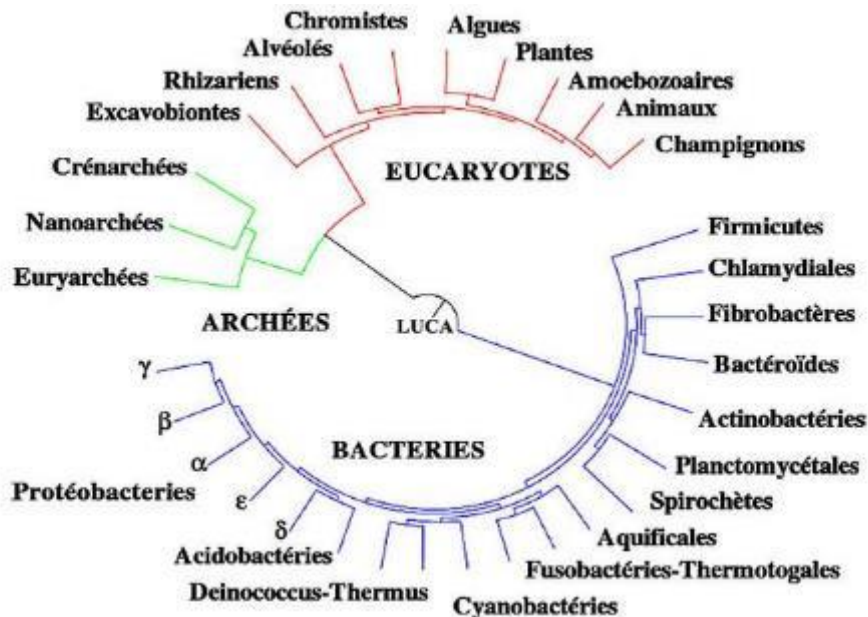 Chromistes
Algues
Alvéolés
Plantes
Rhizariens
Amoebozoaires
Excavobiontes
Animaux
Champignons
Crénarchées
EUCARYOTES
Nanoarchées
Firmicutes
Euryarchées
Chlamydiales
ARCHÉES
LUCA
Fibrobactères
Bactéroïdes
γ
β
Actinobactéries
BACTERIES
α
Planctomycétales
Protéobacteries
ε
Spirochètes
δ
Aquificales
Acidobactéries
Fusobactéries-Thermotogales
Deinococcus-Thermus
Cyanobactéries